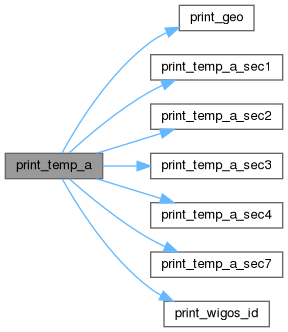 print_geo
print_temp_a_sec1
print_temp_a_sec2
print_temp_a
print_temp_a_sec3
print_temp_a_sec4
print_temp_a_sec7
print_wigos_id